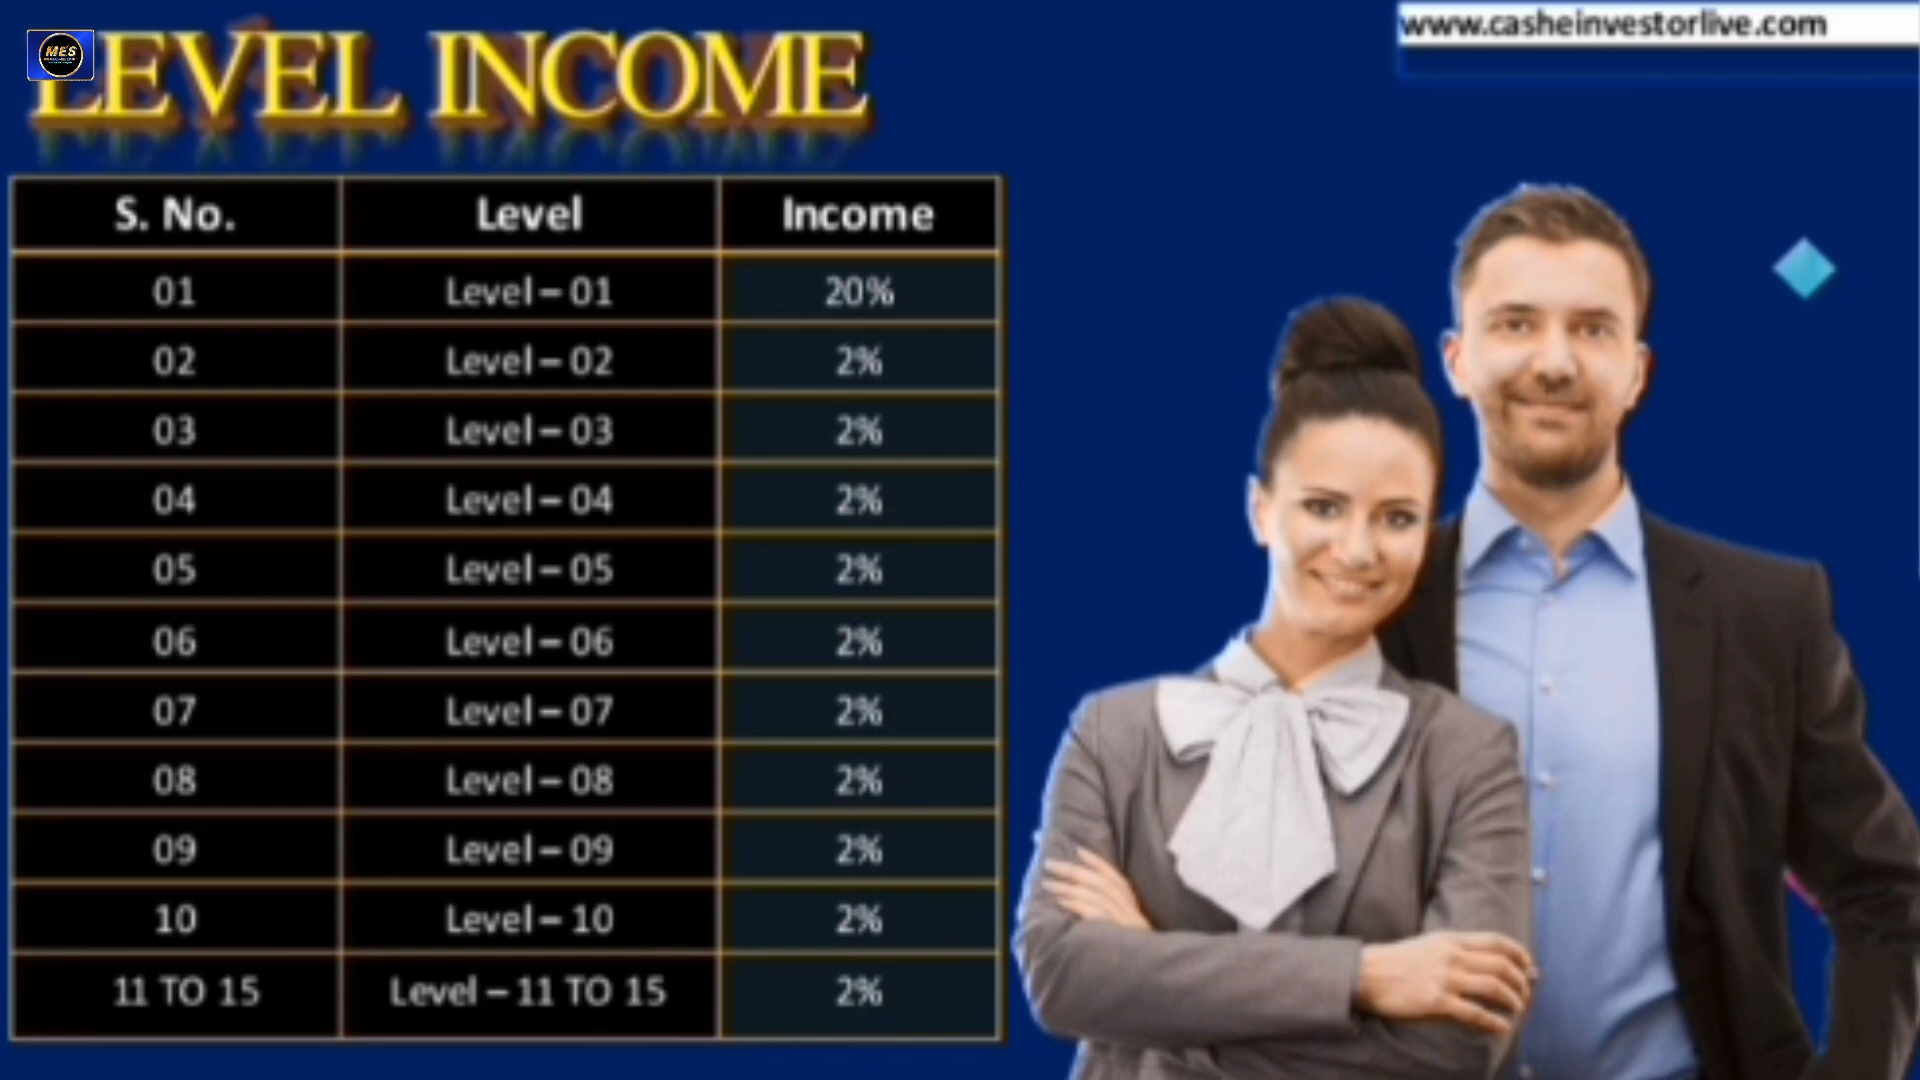 www.casheinvestorlive.com
MES
LEVEL INCOME
S. No. Level Income
01 Level – 01 20%
02 Level – 02 2%
03 Level – 03 2%
04 Level – 04 2%
05 Level – 05 2%
06 Level – 06 2%
07 Level – 07 2%
08 Level – 08 2%
09 Level – 09 2%
10 Level – 10 2%
11 TO 15 Level – 11 TO 15 2%